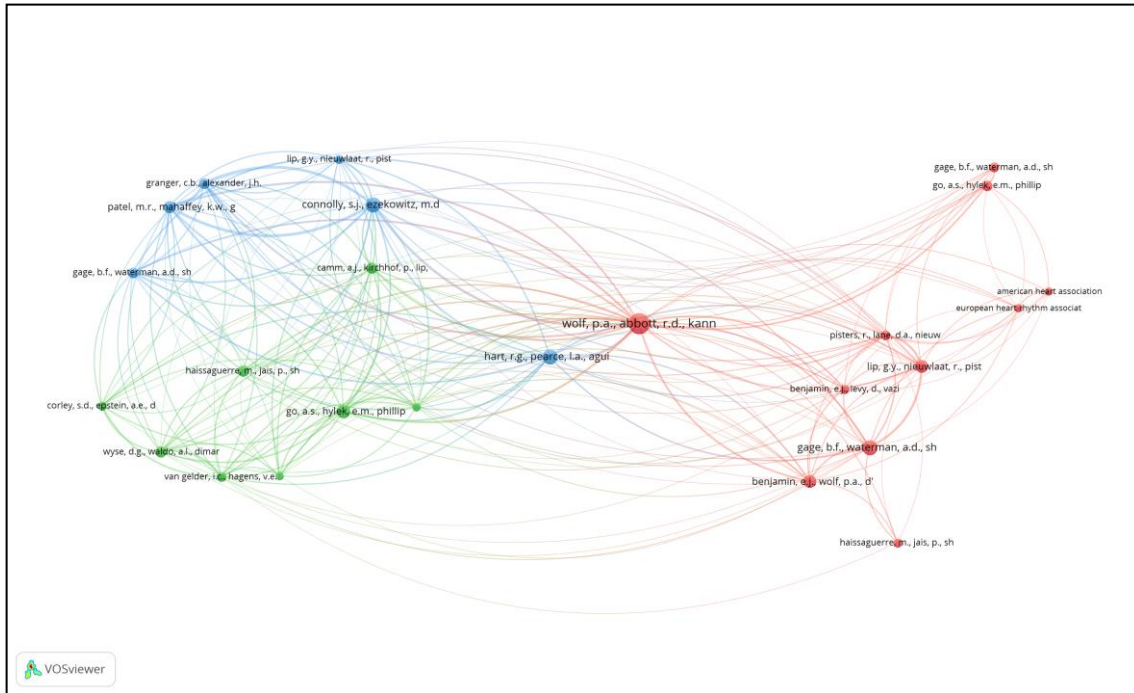 lip, g.y., nieuwlaat, r., pist
gage, b.f., waterman, a.d., sh
granger, c.b., alexander, j.h.
go, a.s., hylek, e.m., phillip
patel, m.r., mahaffey, k.w., g
connolly, s.j., ezekowitz, m.d
gage, b.f., waterman, a.d., sh
camm, a.j., kirchhof, p., lip,
american heart association
european heart rhythm associat
wolf, p.a., abbott, r.d., kann
pisters, r., lane, d.a., nieuw
hart, r.g., pearce, l.a., agui
lip, g.y., nieuwlaat, r., pist
haissaguerre, m., jais, p., sh
benjamin, e.j., levy, d., vazi
corley, s.d., epstein, a.e., d
go, a.s., hylek, e.m., phillip
wyse, d.g., waldo, a.l., dimar
gage, b.f., waterman, a.d., sh
van gelder, i.c., hagens, v.e.
benjamin, e.j., wolf, p.a., d'
haissaguerre, m., jais, p., sh
VOSviewer